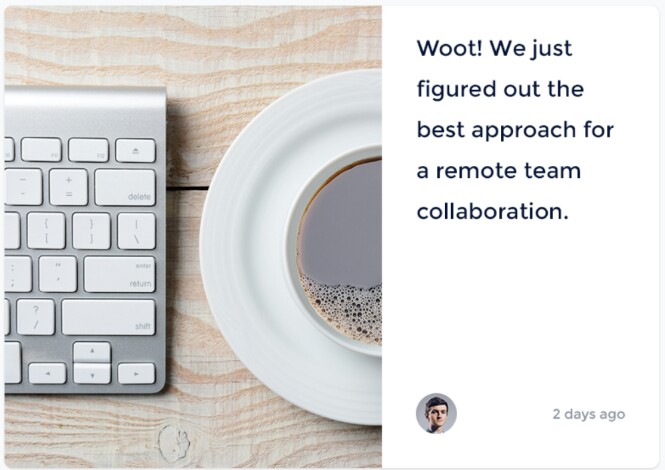 Woot! We just
figured out the
best approach for
a remote team
collaboration.
2 days ago
delete
enter
return
shift